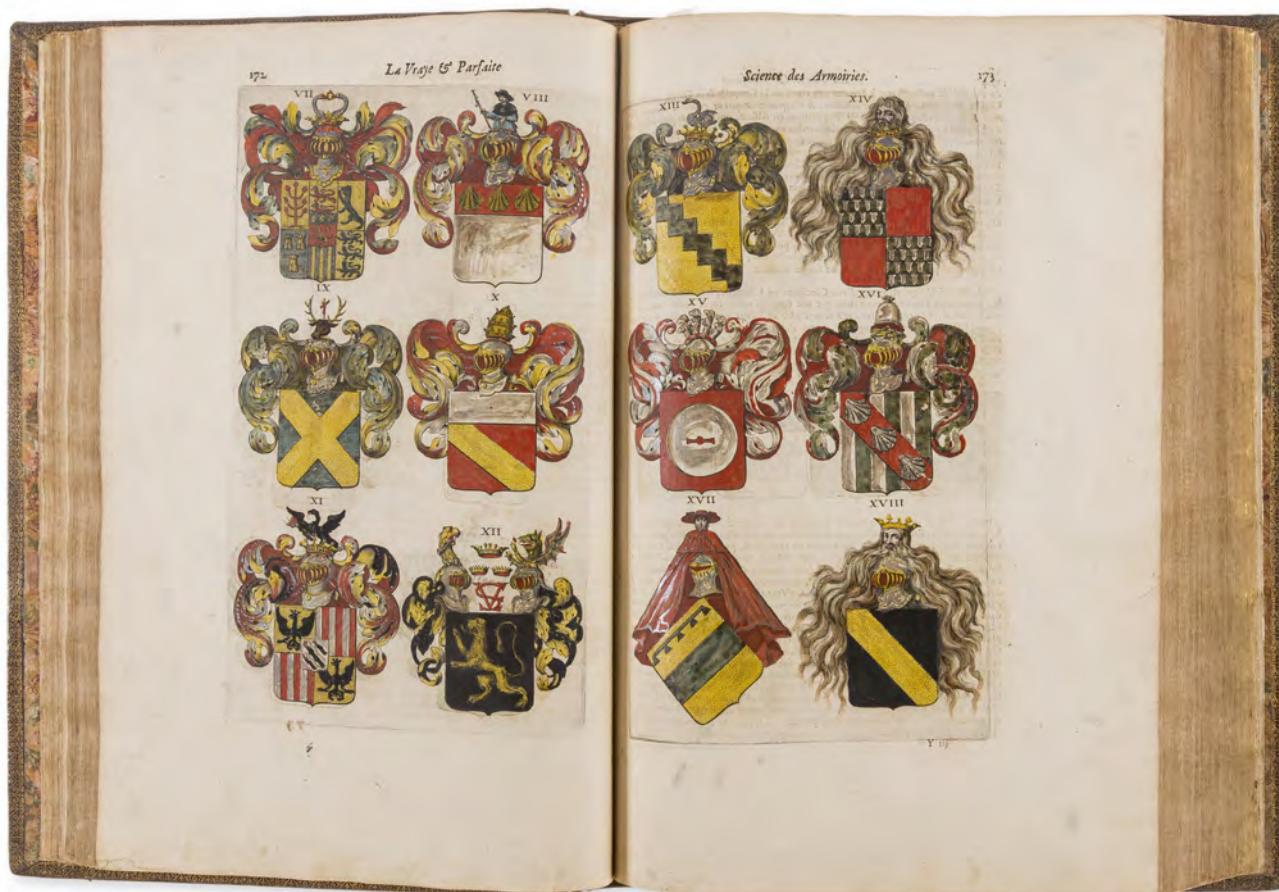 172
La Vraye & Parfaite
VII
VIII
IX
X
XI
XII
Science des Armoiries.
173
XIII
XIV
XV
XVI
XVII
XVIII
Y iij